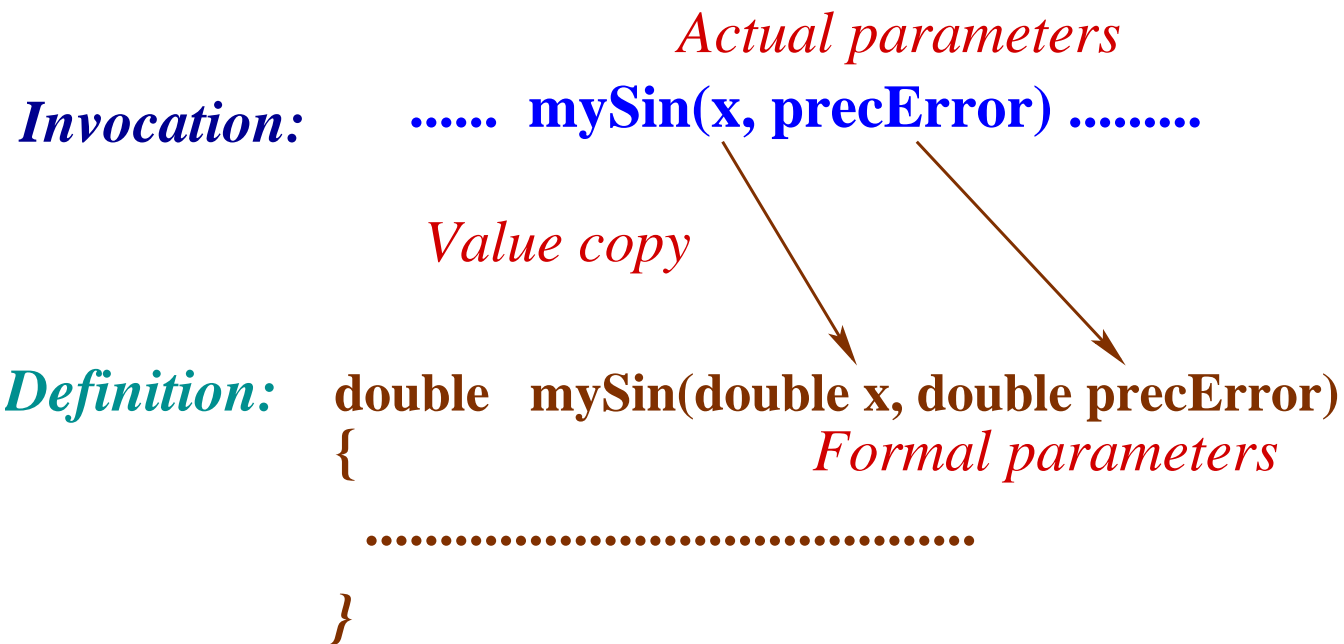 Actual parameters
Invocation: ...... mySin(x, precError) .........
Value copy
Definition: double mySin(double x, double precError)
{ Formal parameters
..........................................
}